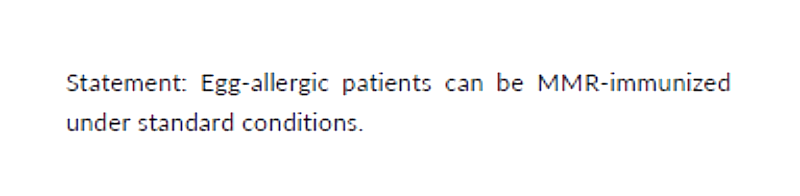 Statement: Egg-allergic patients can be MMR-immunized
under standard conditions.